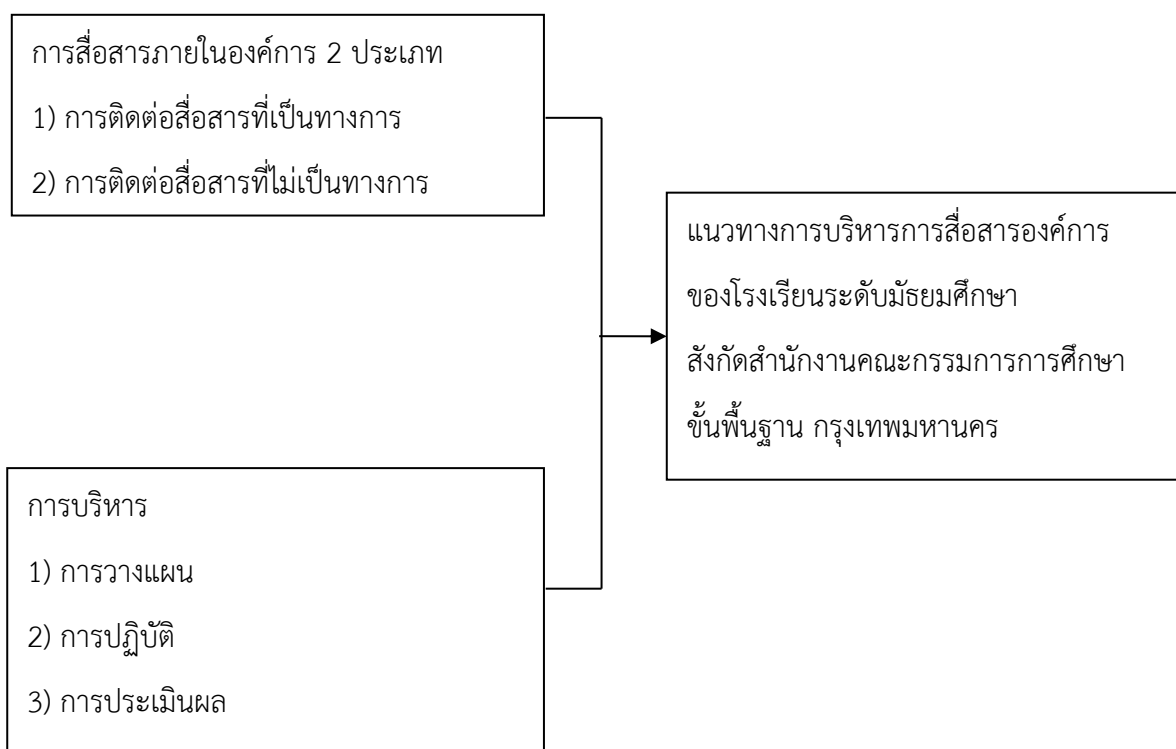 การสื่อสารภายในองค์การ 2 ประเภท
1) การติดต่อสื่อสารที่เป็นทางการ
2) การติดต่อสื่อสารที่ไม่เป็นทางการ
แนวทางการบริหารการสื่อสารองค์การ
ของโรงเรียนระดับมัธยมศึกษา
สังกัดสำนักงานคณะกรรมการการศึกษา
ขั้นพื้นฐาน กรุงเทพมหานคร
การบริหาร
1) การวางแผน
2) การปฏิบัติ
3) การประเมินผล